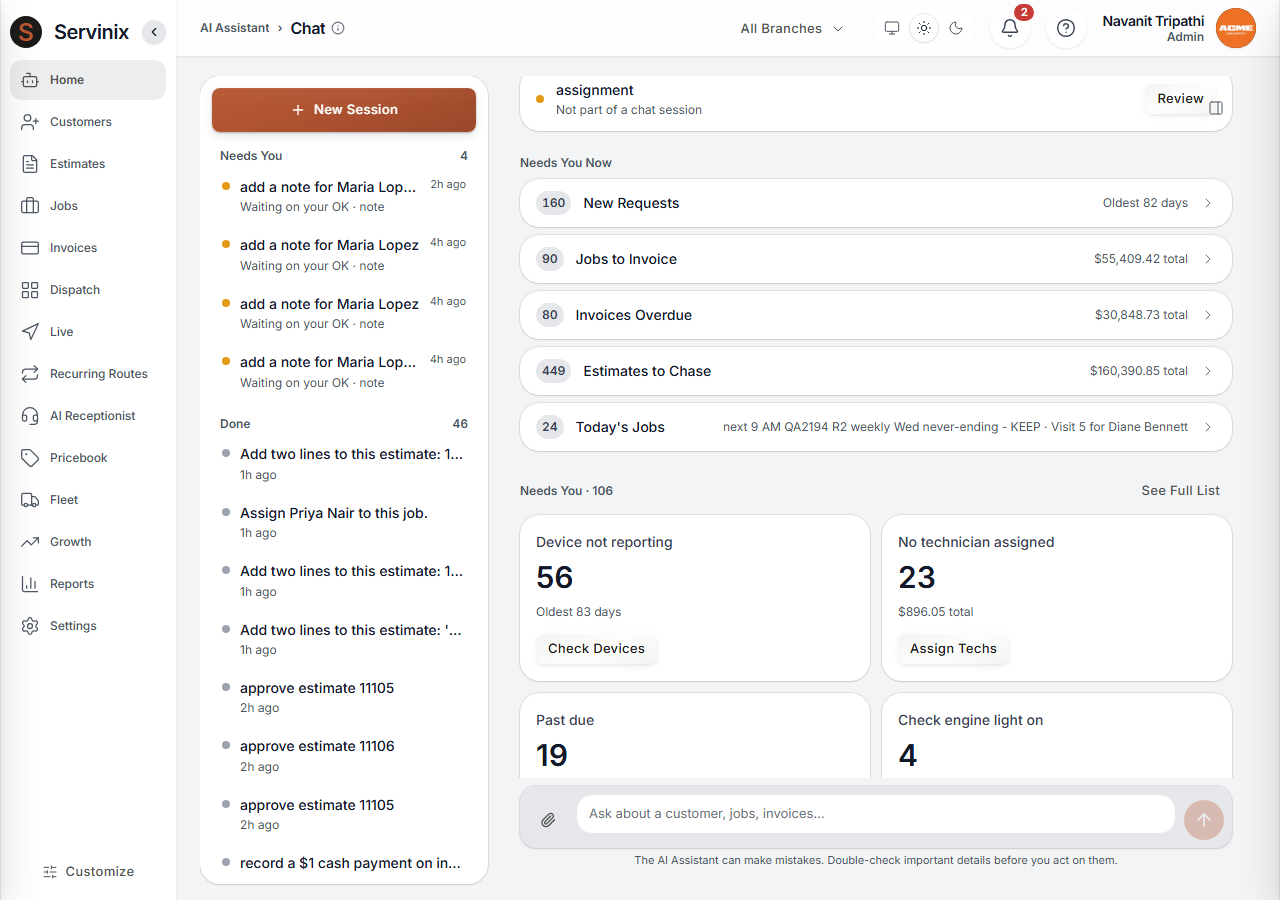 S Servinix
Home
Customers
Estimates
Jobs
Invoices
Dispatch
Live
Recurring Routes
AI Receptionist
Pricebook
Fleet
Growth
Reports
Settings
Customize
AI Assistant › Chat
All Branches
2
Navanit Tripathi
Admin
ACME
+ New Session
Needs You 4
add a note for Maria Lop... 2h ago
Waiting on your OK · note
add a note for Maria Lopez 4h ago
Waiting on your OK · note
add a note for Maria Lopez 4h ago
Waiting on your OK · note
add a note for Maria Lop... 4h ago
Waiting on your OK · note
Done 46
Add two lines to this estimate: 1...
1h ago
Assign Priya Nair to this job.
1h ago
Add two lines to this estimate: 1...
1h ago
Add two lines to this estimate: '...
1h ago
approve estimate 11105
2h ago
approve estimate 11106
2h ago
approve estimate 11105
2h ago
record a $1 cash payment on in...
assignment
Not part of a chat session
Review
Needs You Now
160 New Requests Oldest 82 days
90 Jobs to Invoice $55,409.42 total
80 Invoices Overdue $30,848.73 total
449 Estimates to Chase $160,390.85 total
24 Today's Jobs next 9 AM QA2194 R2 weekly Wed never-ending - KEEP · Visit 5 for Diane Bennett
Needs You · 106 See Full List
Device not reporting
56
Oldest 83 days
Check Devices
No technician assigned
23
$896.05 total
Assign Techs
Past due
19
Check engine light on
4
Ask about a customer, jobs, invoices...
The AI Assistant can make mistakes. Double-check important details before you act on them.